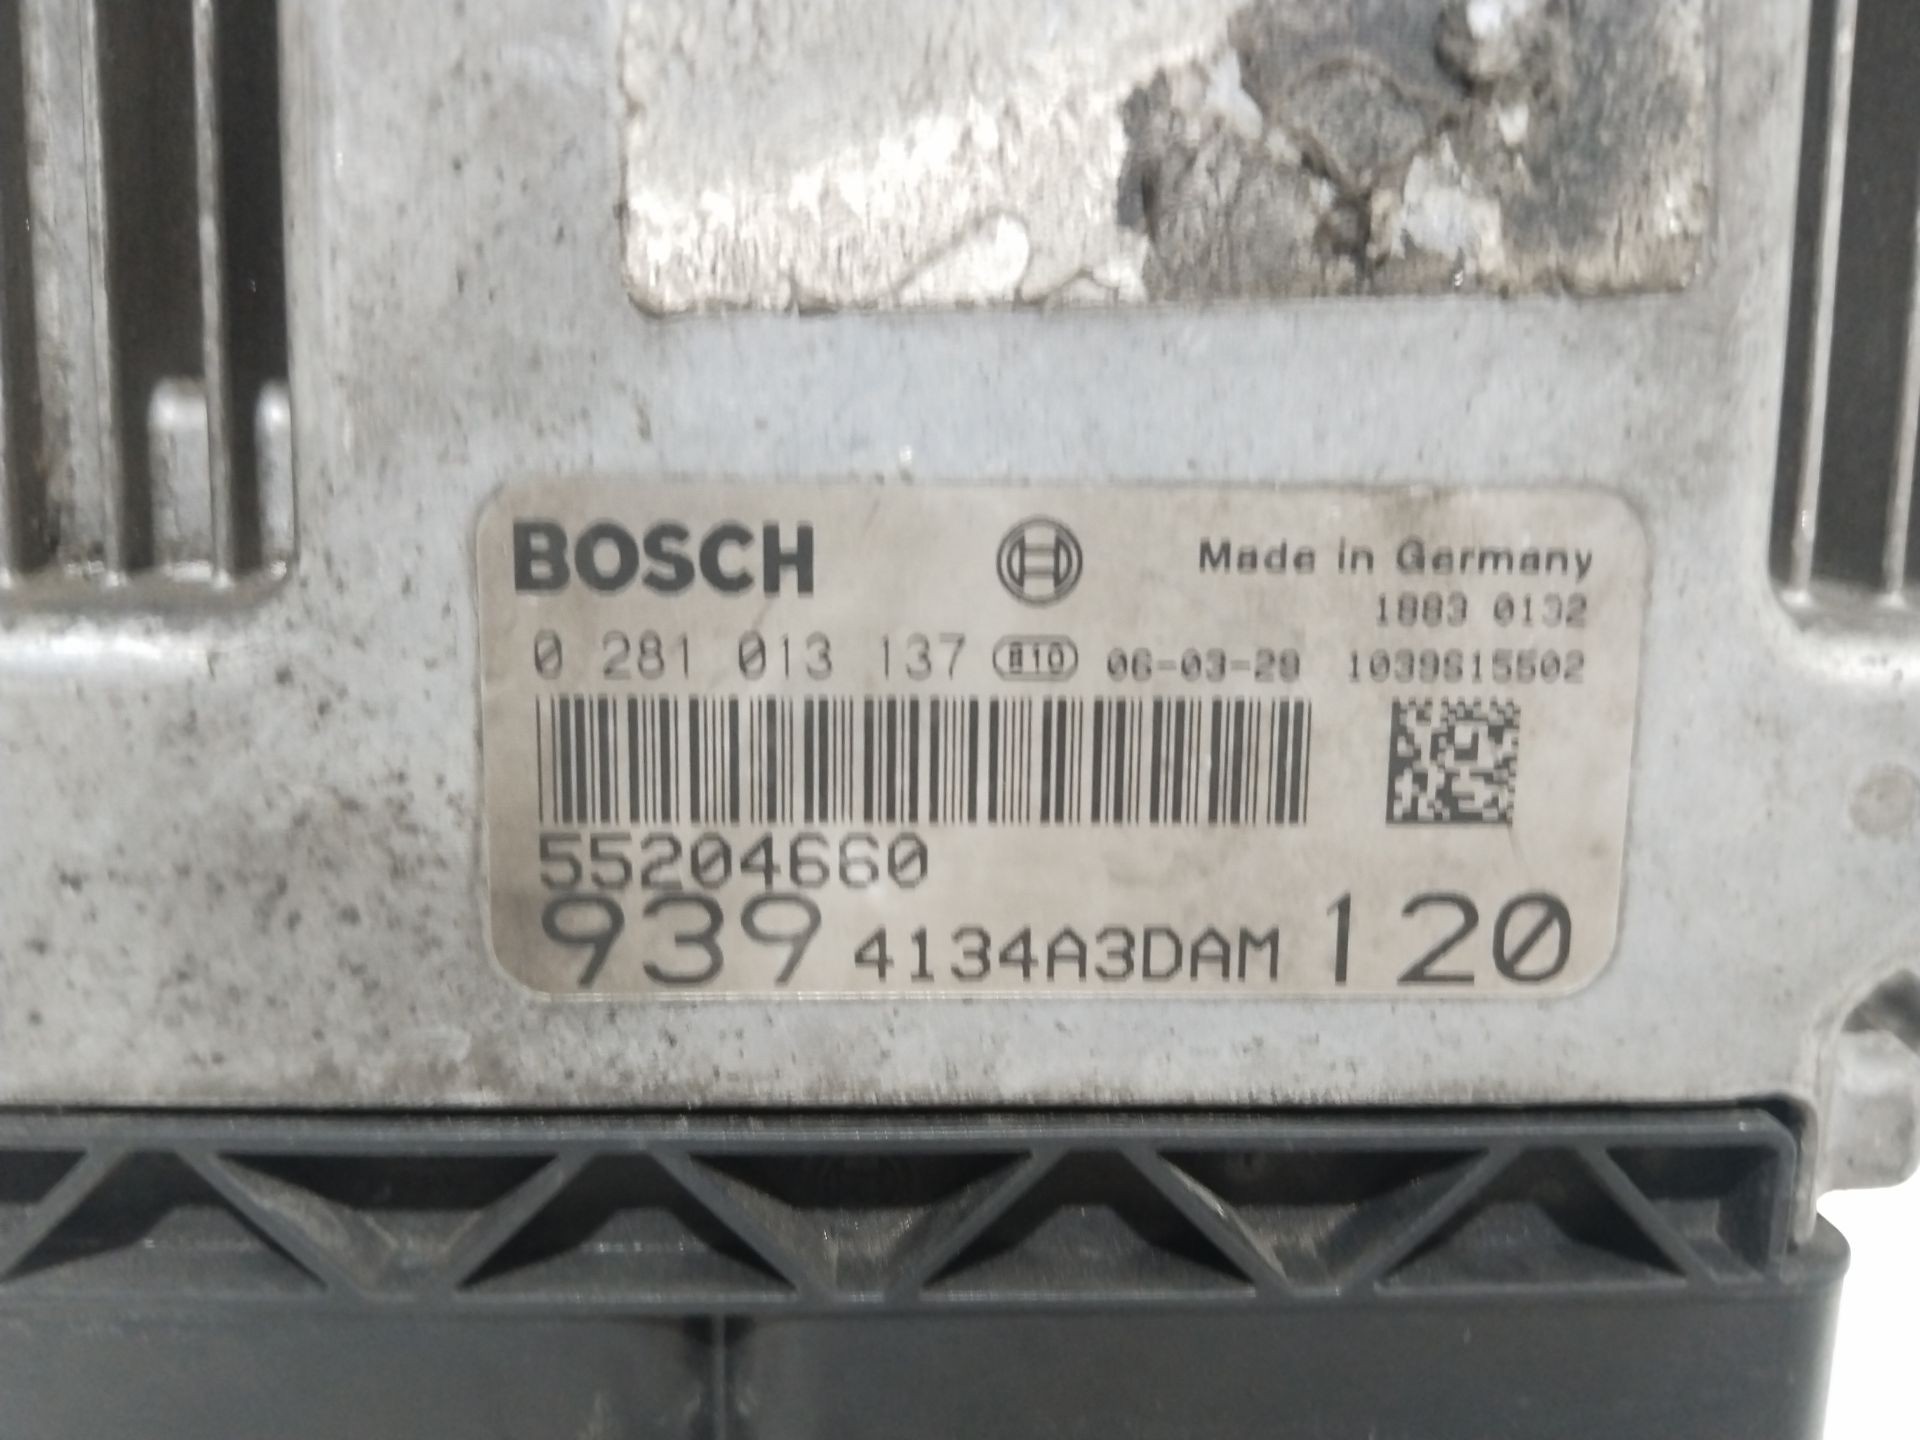 BOSCH Made in Germany
1883 0132
0 281 013 137 810 06-03-28 1039S15502
55204660
939 4134A3DAM 120